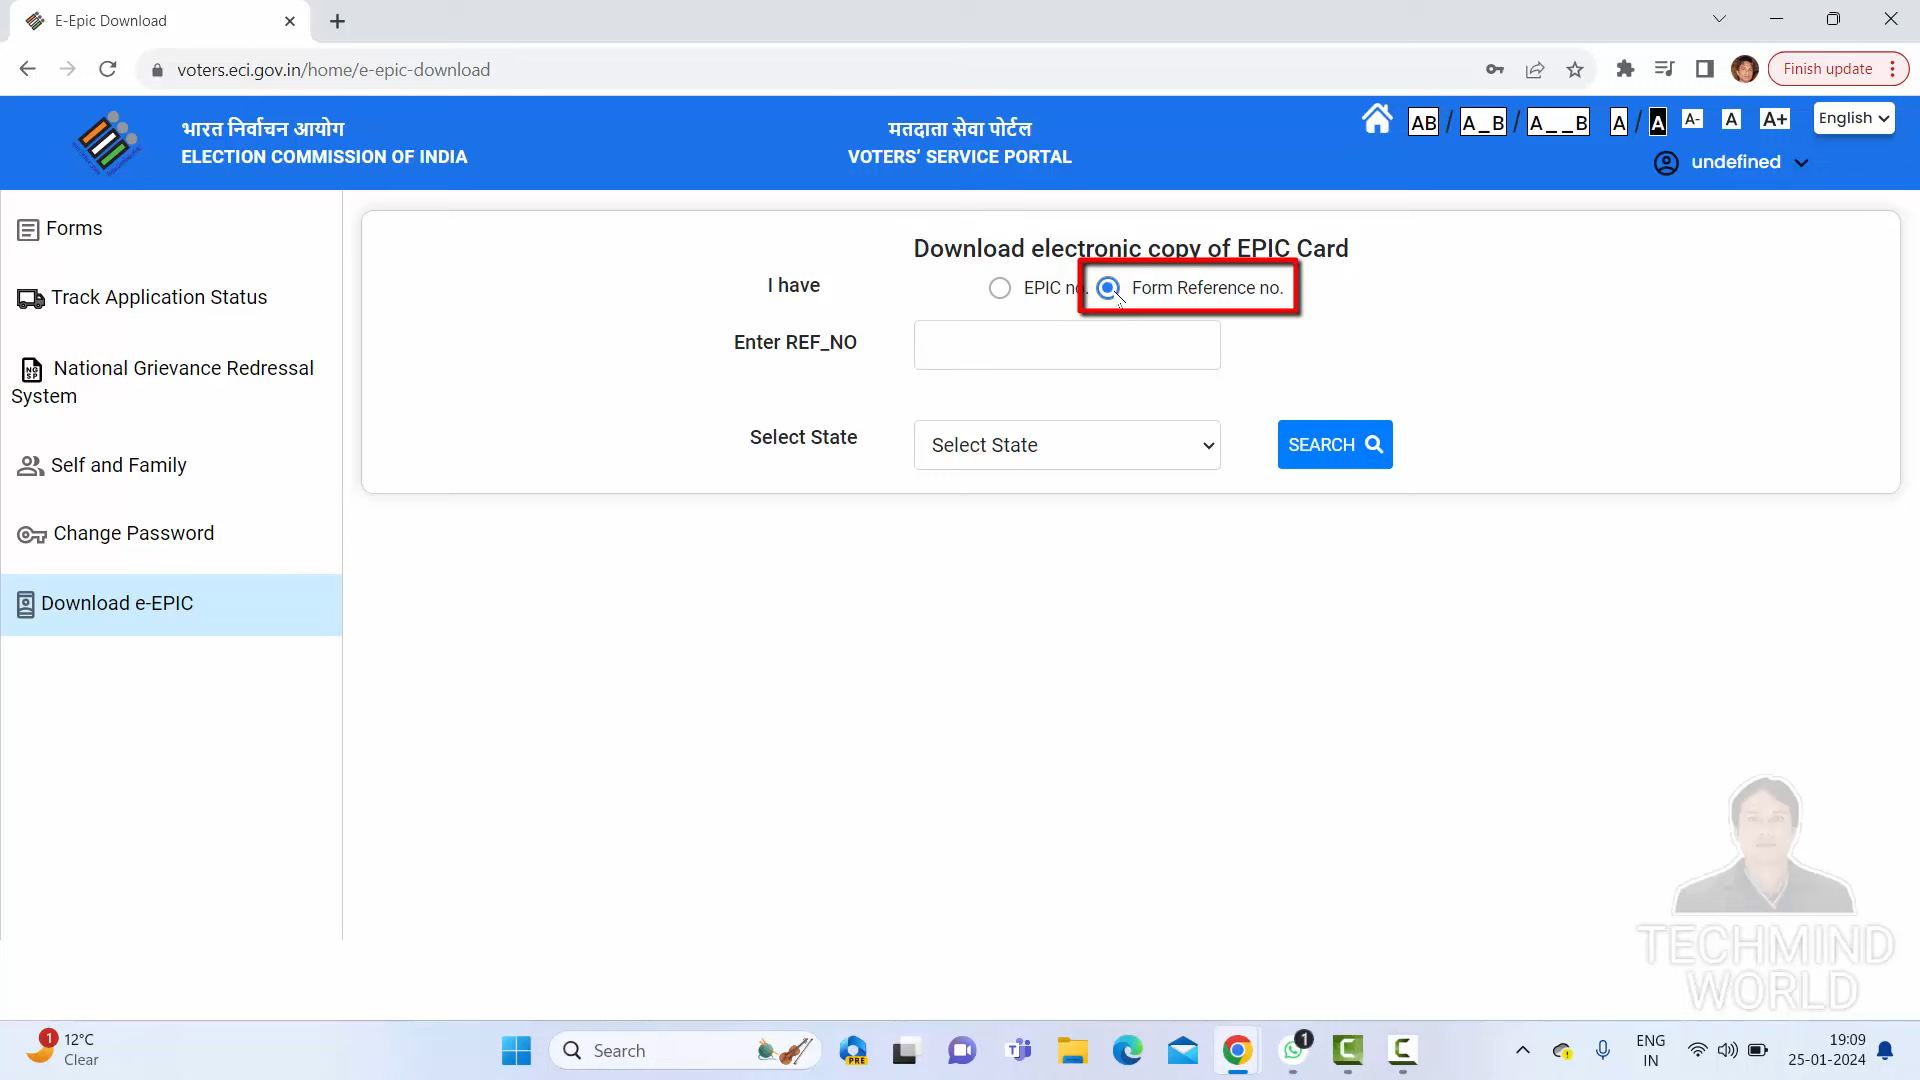 E-Epic Download
voters.eci.gov.in/home/e-epic-download
Finish update
भारत निर्वाचन आयोग
ELECTION COMMISSION OF INDIA
मतदाता सेवा पोर्टल
VOTERS’ SERVICE PORTAL
AB / A_B / A__B A / A A- A A+ English
undefined
Forms
Track Application Status
National Grievance Redressal
System
Self and Family
Change Password
Download e-EPIC
Download electronic copy of EPIC Card
I have EPIC no. Form Reference no.
Enter REF_NO
Select State Select State SEARCH
TECHMIND
WORLD
1 12°C
Clear
Search
PRE
1
ENG
IN
19:09
25-01-2024